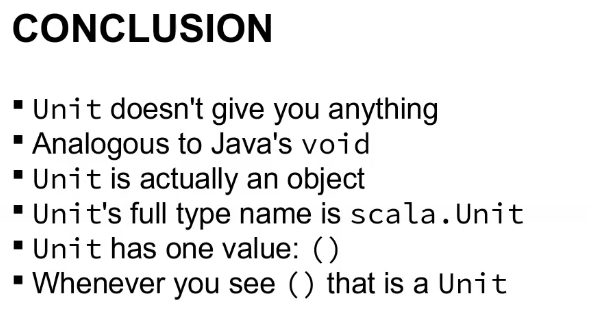 CONCLUSION
▪ Unit doesn't give you anything
▪ Analogous to Java's void
▪ Unit is actually an object
▪ Unit's full type name is scala.Unit
▪ Unit has one value: ()
▪ Whenever you see () that is a Unit